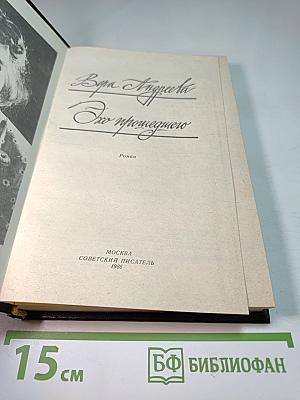 Вера Андреева
Эхо прошедшего
Роман
МОСКВА
СОВЕТСКИЙ ПИСАТЕЛЬ
1986
15 см
БФ БИБЛИОФАН